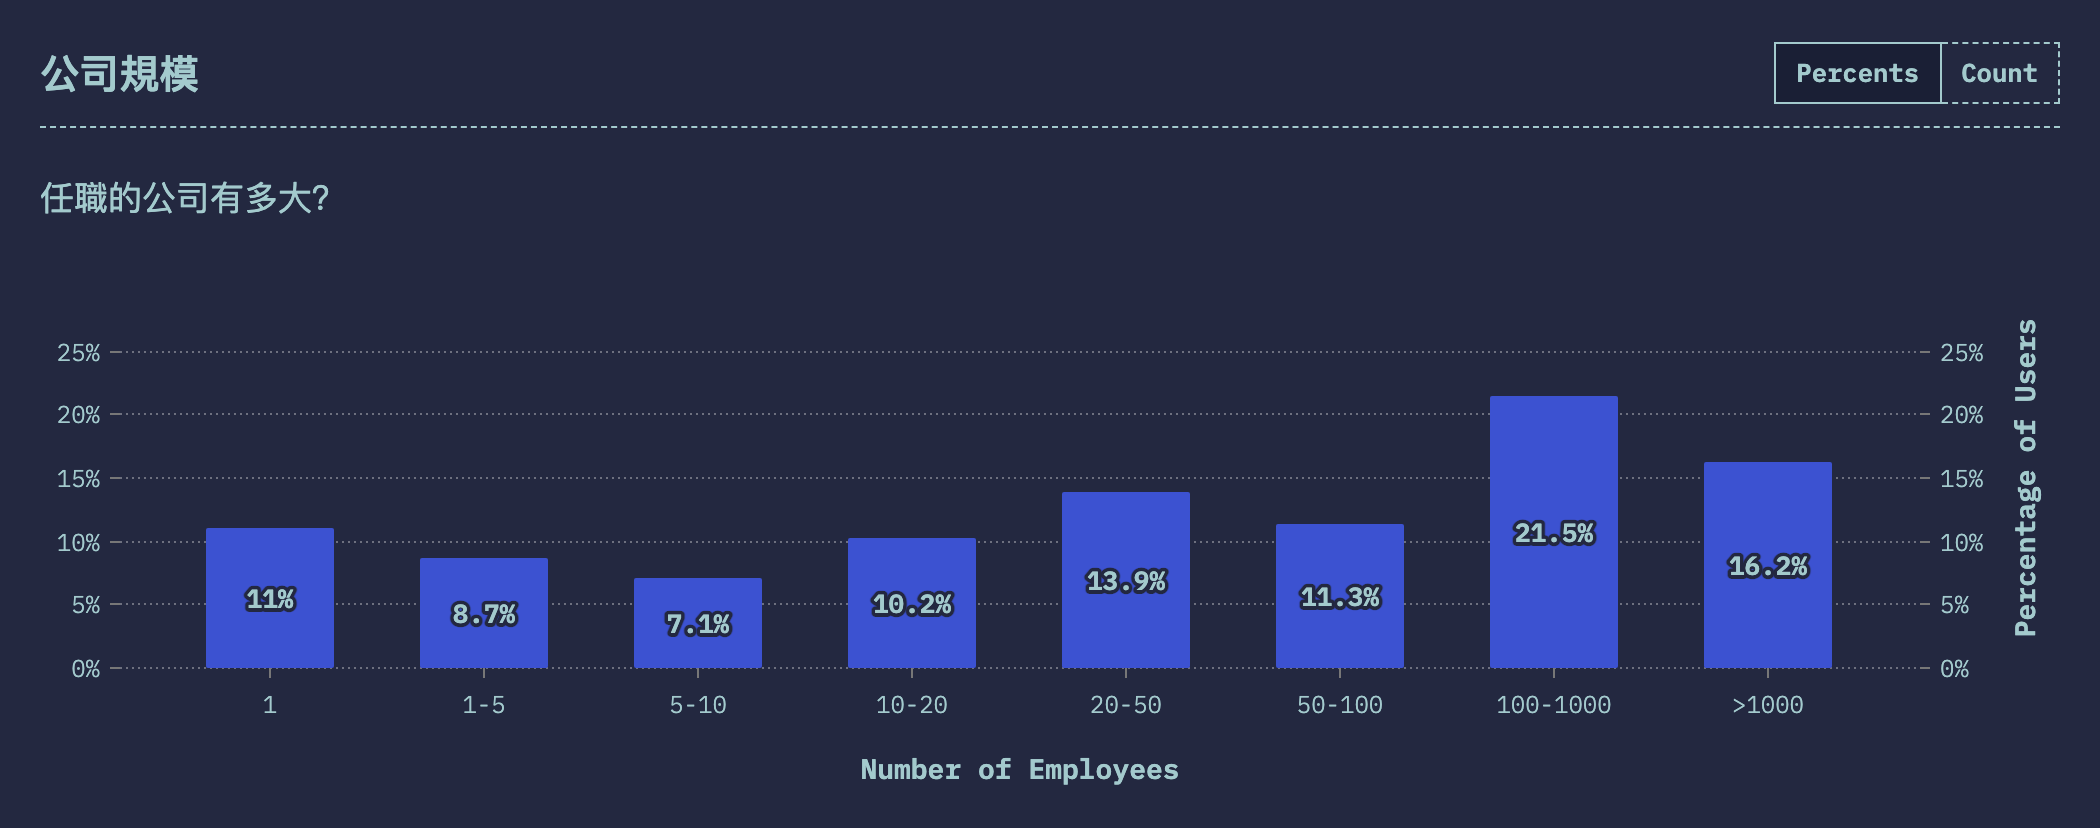 公司規模
Percents Count
任職的公司有多大?
25% 25%
20% 20%
15% 15%
10% 10%
5% 5%
0% 0%
11% 8.7% 7.1% 10.2% 13.9% 11.3% 21.5% 16.2%
1 1-5 5-10 10-20 20-50 50-100 100-1000 >1000
Number of Employees
Percentage of Users